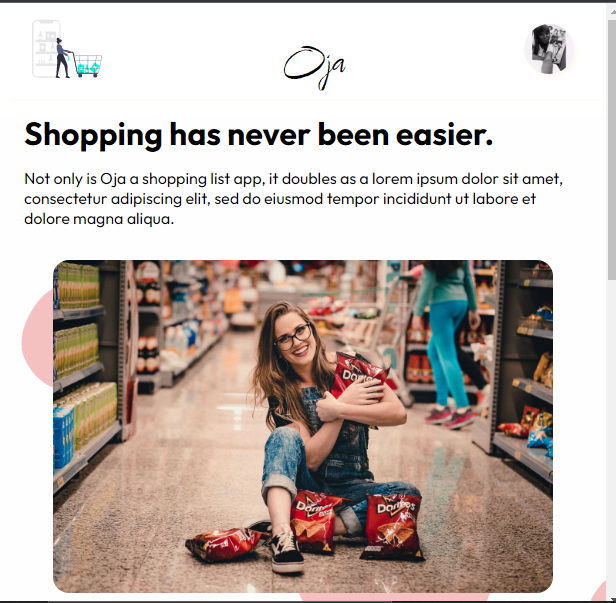 Oja
Shopping has never been easier.
Not only is Oja a shopping list app, it doubles as a lorem ipsum dolor sit amet,
consectetur adipiscing elit, sed do eiusmod tempor incididunt ut labore et
dolore magna aliqua.
Doritos
Doritos